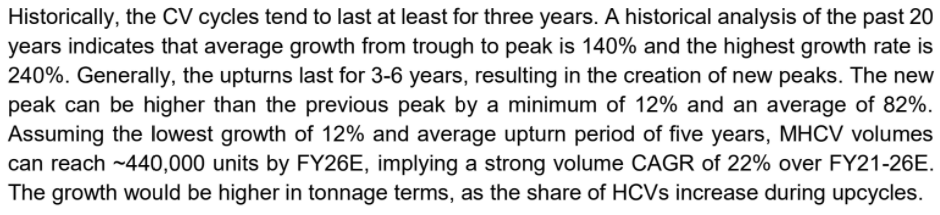 Historically, the CV cycles tend to last at least for three years. A historical analysis of the past 20
years indicates that average growth from trough to peak is 140% and the highest growth rate is
240%. Generally, the upturns last for 3-6 years, resulting in the creation of new peaks. The new
peak can be higher than the previous peak by a minimum of 12% and an average of 82%.
Assuming the lowest growth of 12% and average upturn period of five years, MHCV volumes
can reach ~440,000 units by FY26E, implying a strong volume CAGR of 22% over FY21-26E.
The growth would be higher in tonnage terms, as the share of HCVs increase during upcycles.